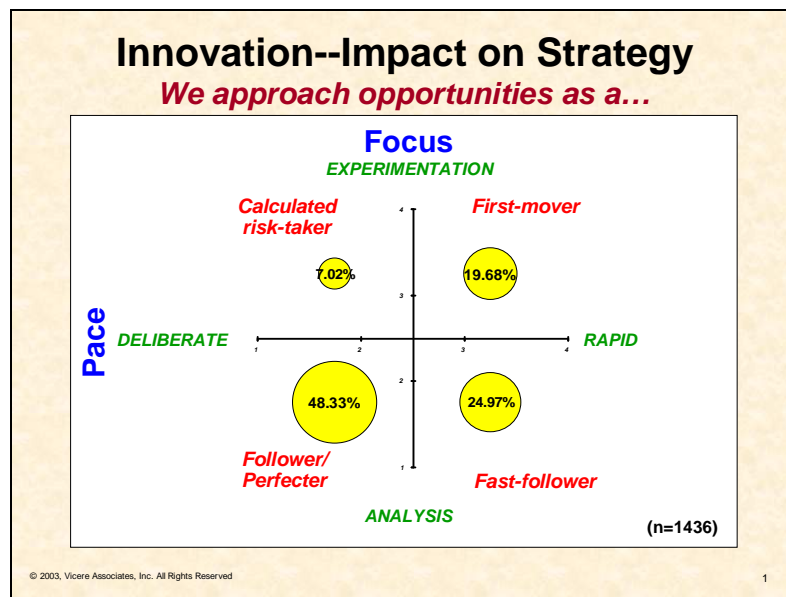 Innovation--Impact on Strategy
We approach opportunities as a…
Focus
EXPERIMENTATION
Calculated
risk-taker
First-mover
4
7.02%
19.68%
3
Pace
DELIBERATE
RAPID
1
2
3
4
2
48.33%
24.97%
Follower/
Perfecter
1
Fast-follower
ANALYSIS
(n=1436)
© 2003, Vicere Associates, Inc. All Rights Reserved
1